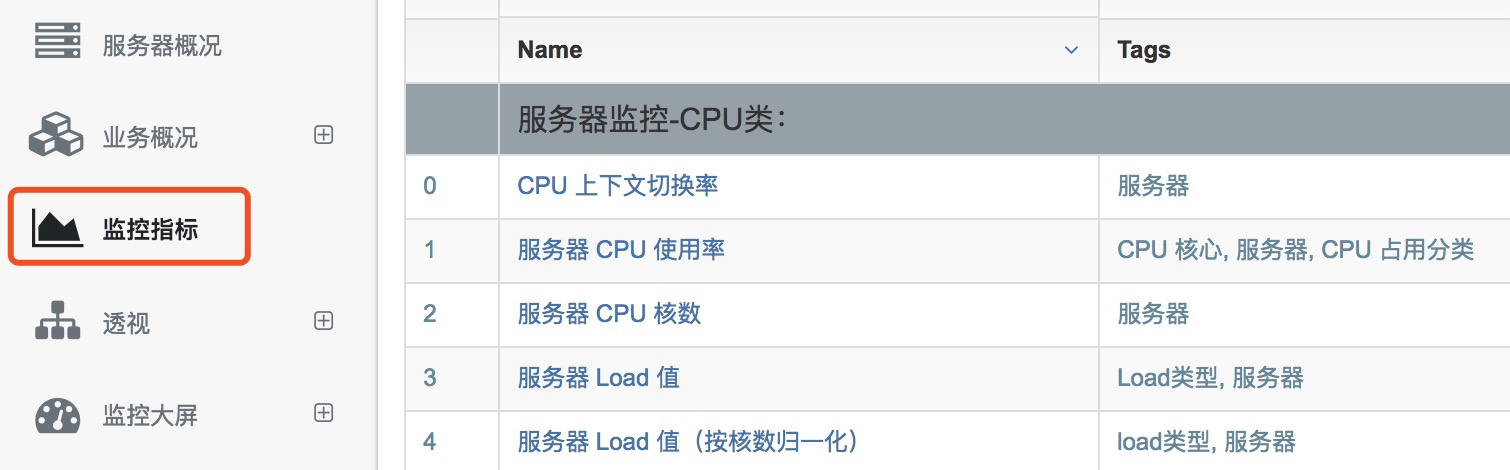 服务器概况
业务概况
监控指标
透视
监控大屏
Name Tags
服务器监控-CPU类：
0 CPU 上下文切换率 服务器
1 服务器 CPU 使用率 CPU 核心, 服务器, CPU 占用分类
2 服务器 CPU 核数 服务器
3 服务器 Load 值 Load类型, 服务器
4 服务器 Load 值（按核数归一化） load类型, 服务器